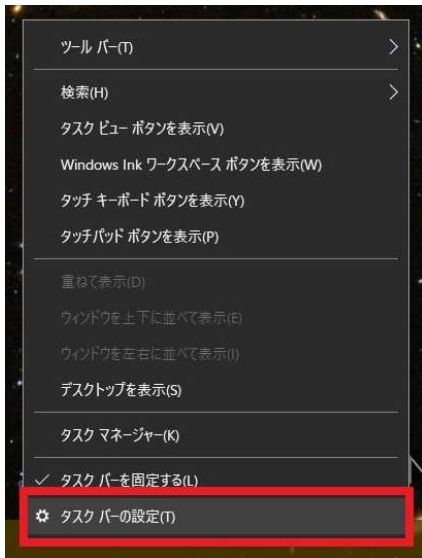 ツール バー(T)
検索(H)
タスク ビュー ボタンを表示(V)
Windows Ink ワークスペース ボタンを表示(W)
タッチ キーボード ボタンを表示(Y)
タッチパッド ボタンを表示(P)
重ねて表示(D)
ウィンドウを上下に並べて表示(E)
ウィンドウを左右に並べて表示(I)
デスクトップを表示(S)
タスク マネージャー(K)
タスク バーを固定する(L)
タスク バーの設定(T)